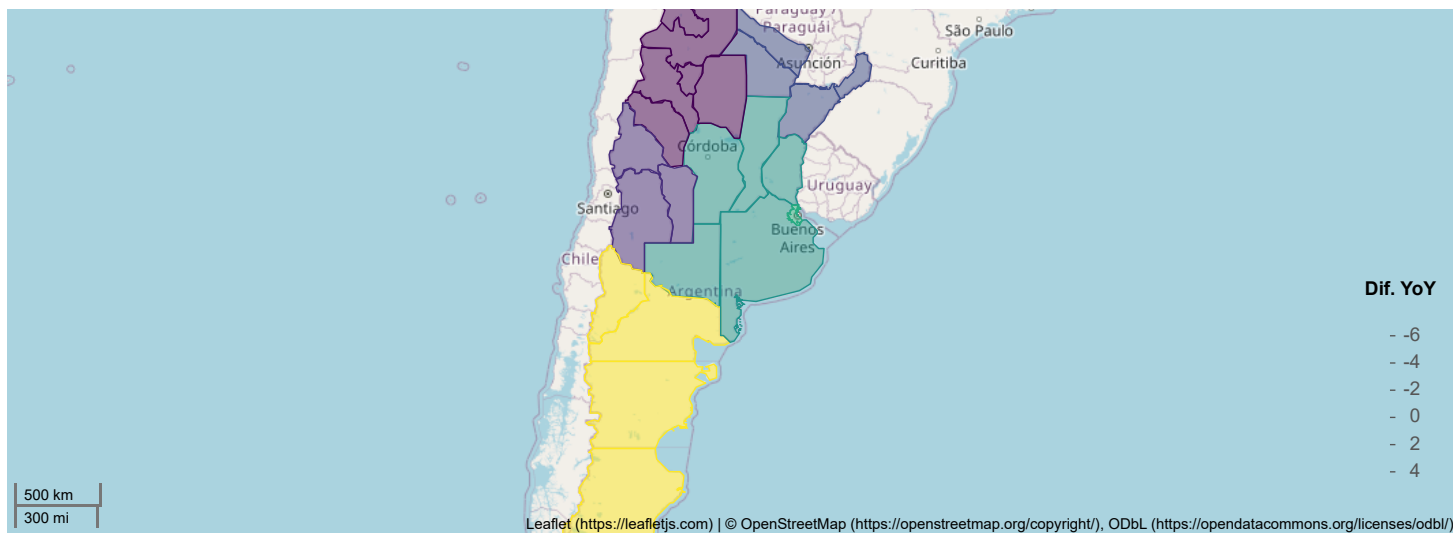 Paraguay /
Paraguái
São Paulo
Asunción
Curitiba
Córdoba
Uruguay
Santiago
Buenos
Aires
Chile
Argentina
Dif. YoY
- -6
- -4
- -2
- 0
- 2
- 4
500 km
300 mi
Leaflet (https://leafletjs.com) | © OpenStreetMap (https://openstreetmap.org/copyright/), ODbL (https://opendatacommons.org/licenses/odbl/)